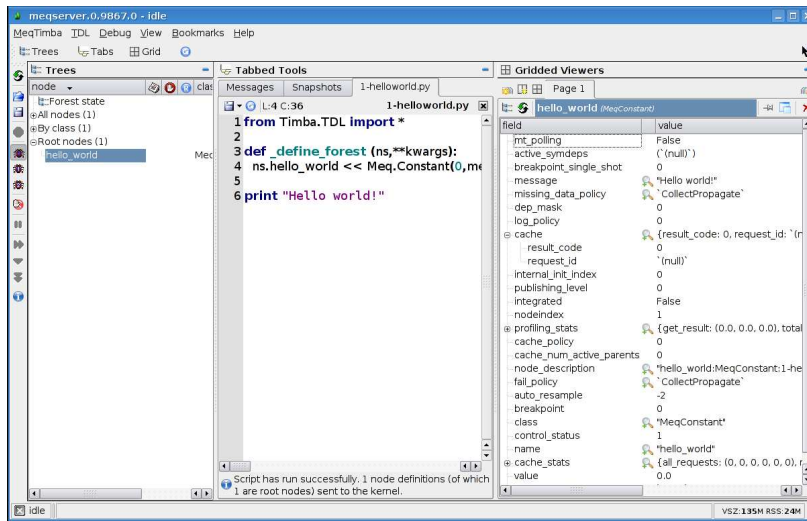 meqserver.0.9867.0 - idle
MeqTimba TDL Debug View Bookmarks Help
Trees Tabs Grid
Trees
node
clas
Forest state
All nodes (1)
By class (1)
Root nodes (1)
hello_world Meq
Tabbed Tools
Messages Snapshots 1-helloworld.py
L:4 C:36 1-helloworld.py
1 from Timba.TDL import *
2
3 def _define_forest (ns,**kwargs):
4 ns.hello_world << Meq.Constant(0,me
5
6 print "Hello world!"
Script has run successfully. 1 node definitions (of which
1 are root nodes) sent to the kernel.
Gridded Viewers
Page 1
hello_world (MeqConstant)
field value
mt_polling False
active_symdeps (`(null)`)
breakpoint_single_shot 0
message "Hello world!"
missing_data_policy `CollectPropagate`
dep_mask 0
log_policy 0
cache {result_code: 0, request_id: `(n
result_code 0
request_id `(null)`
internal_init_index 0
publishing_level 0
integrated False
nodeindex 1
profiling_stats {get_result: (0.0, 0.0, 0.0), total
cache_policy 0
cache_num_active_parents 0
node_description "hello_world:MeqConstant:1-he
fail_policy `CollectPropagate`
auto_resample -2
breakpoint 0
class "MeqConstant"
control_status 1
name "hello_world"
cache_stats {all_requests: (0, 0, 0, 0, 0, 0), r
value 0.0
idle
VSZ:135M RSS:24M